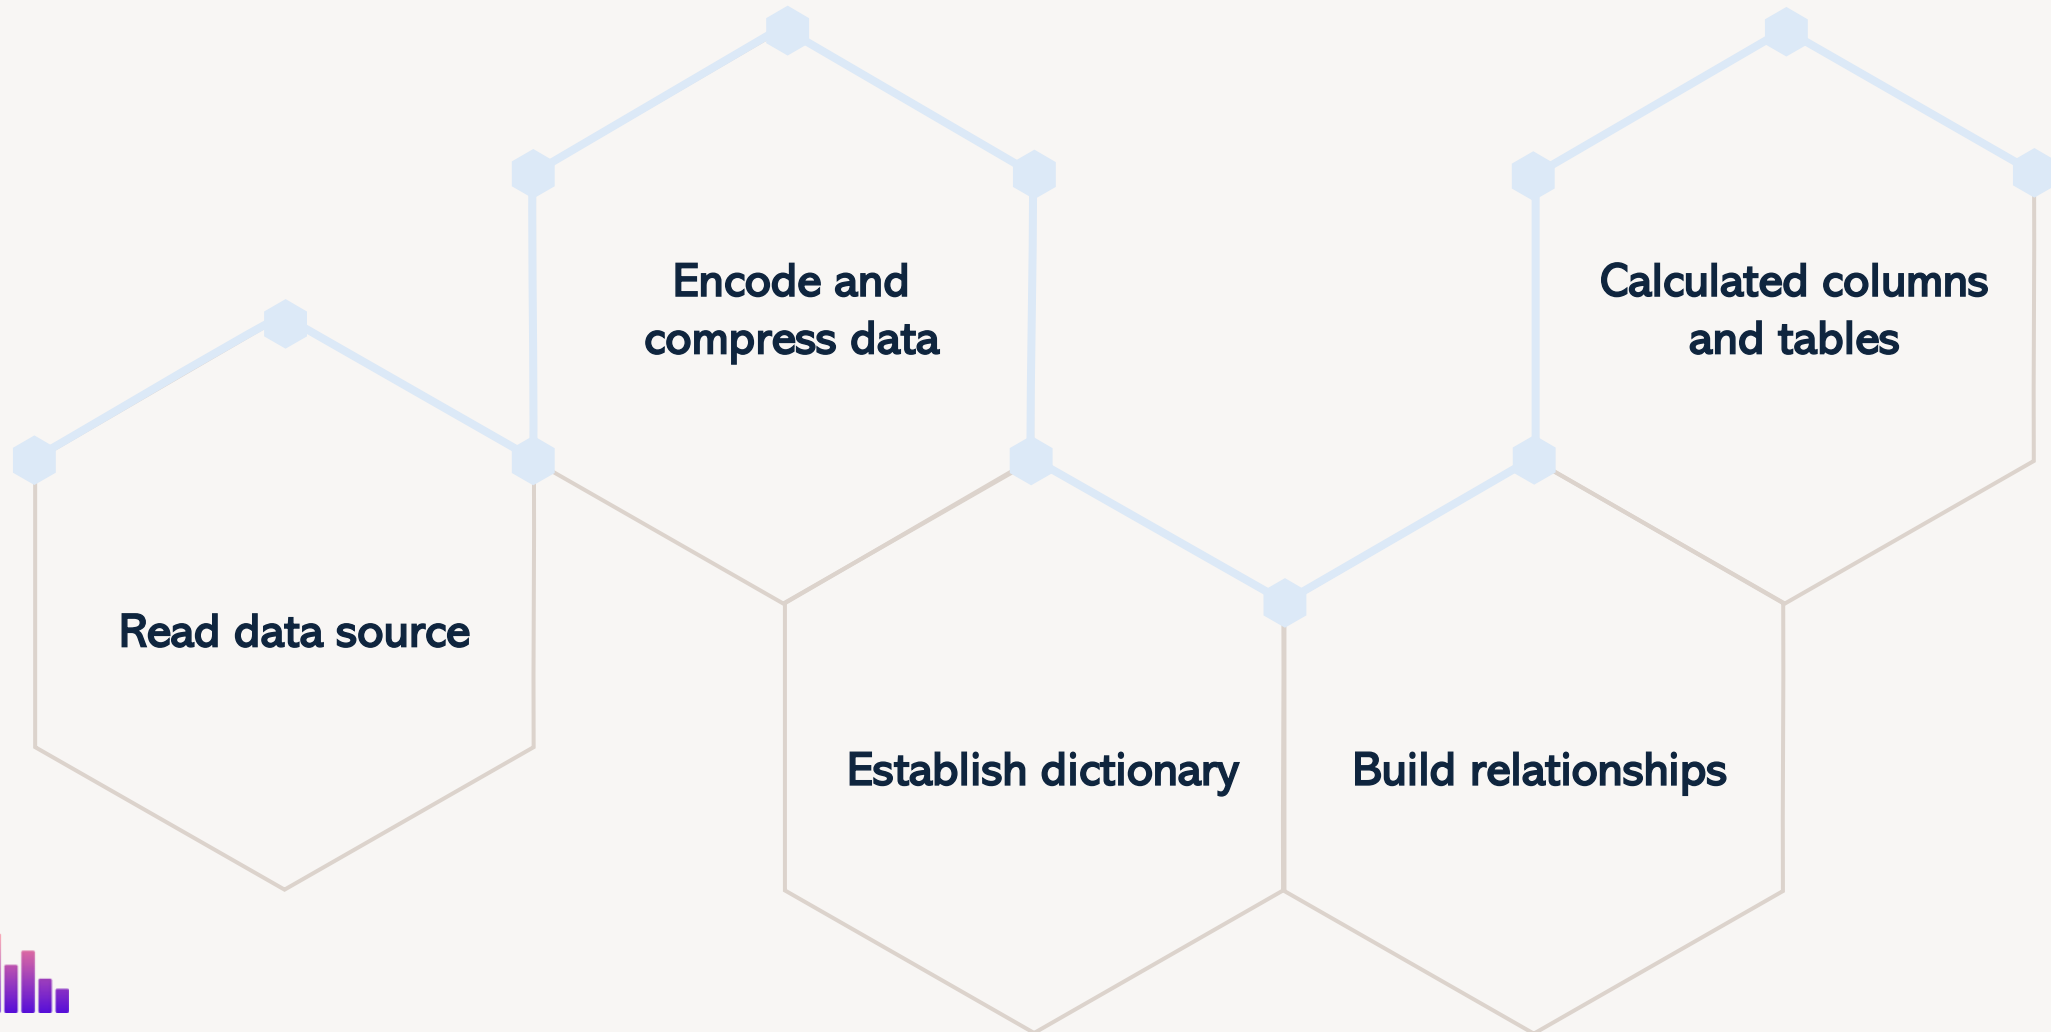 Read data source
Encode and
compress data
Establish dictionary
Build relationships
Calculated columns
and tables